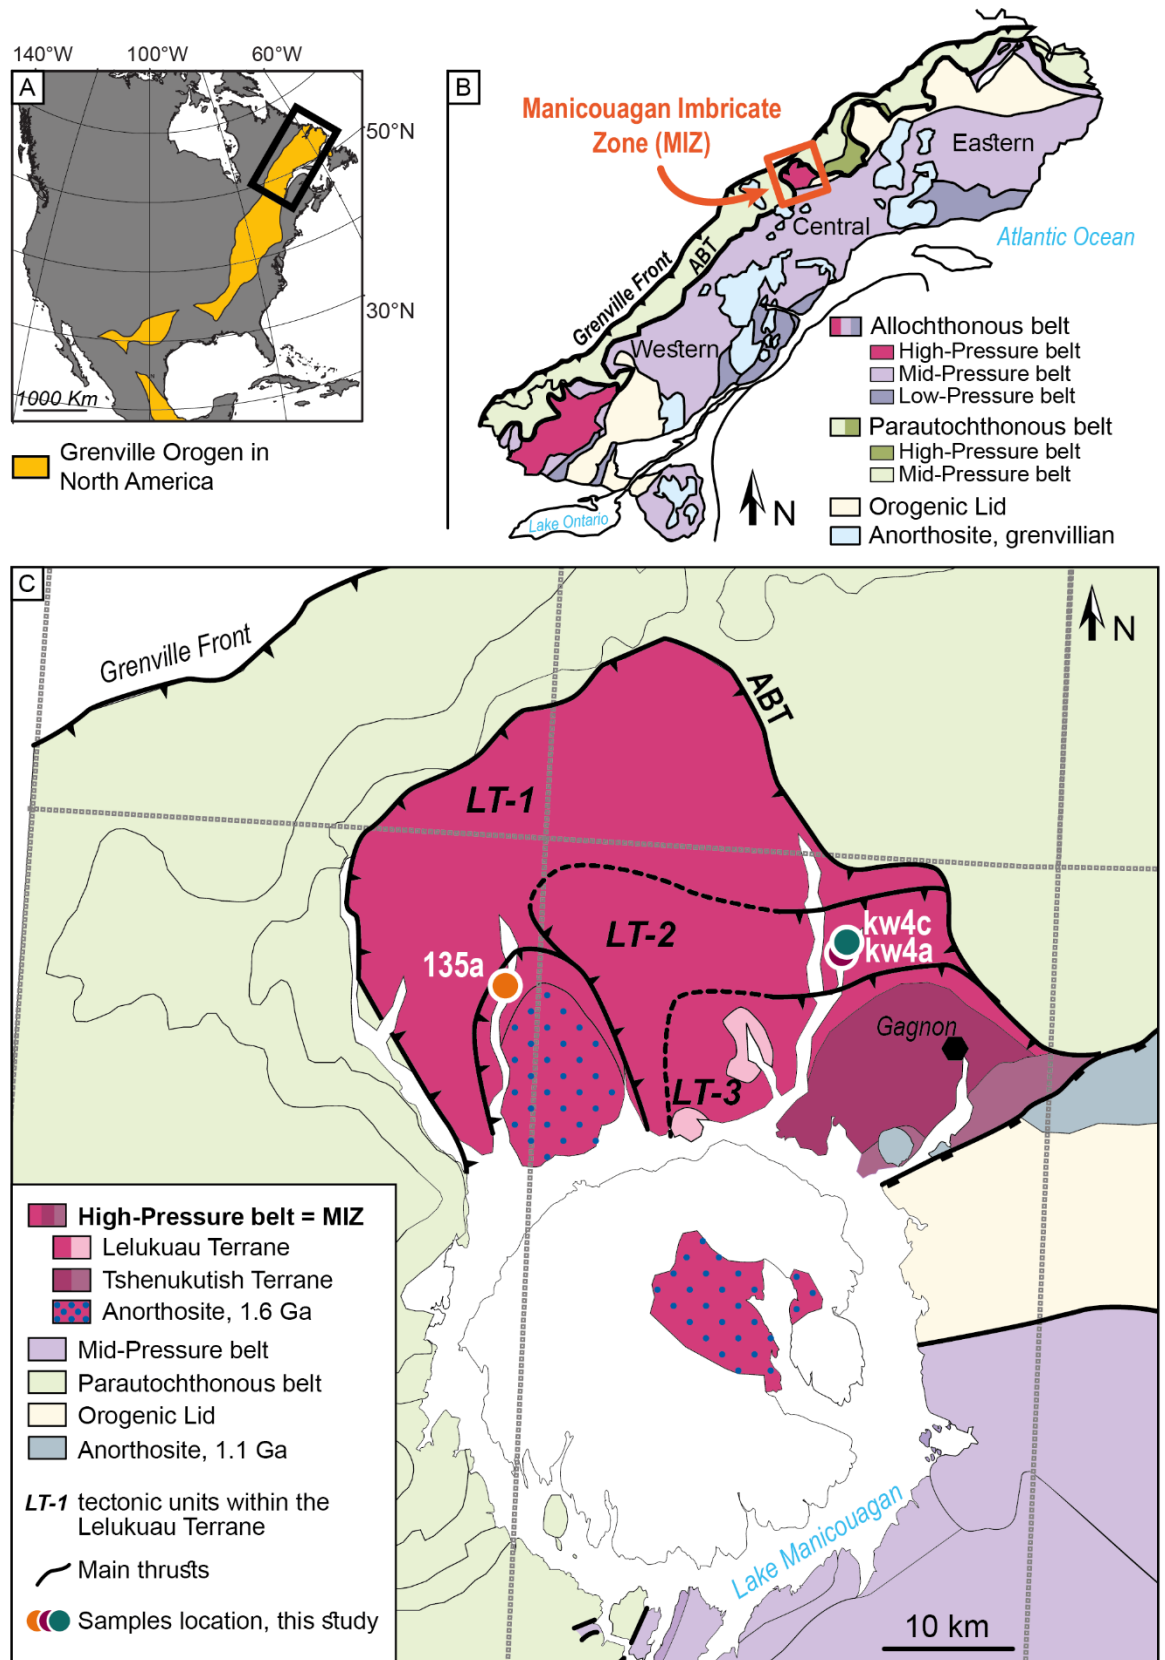 140°W 100°W 60°W
A
50°N
30°N
1000 Km
Grenville Orogen in
North America
B
Manicouagan Imbricate
Zone (MIZ)
Eastern
Central
Atlantic Ocean
ABT
Grenville Front
Western
Lake Ontario
N
Allochthonous belt
High-Pressure belt
Mid-Pressure belt
Low-Pressure belt
Parautochthonous belt
High-Pressure belt
Mid-Pressure belt
Orogenic Lid
Anorthosite, grenvillian
C
Grenville Front
N
ABT
LT-1
LT-2
kw4c
kw4a
135a
Gagnon
LT-3
High-Pressure belt = MIZ
Lelukuau Terrane
Tshenukutish Terrane
Anorthosite, 1.6 Ga
Mid-Pressure belt
Parautochthonous belt
Orogenic Lid
Anorthosite, 1.1 Ga
LT-1 tectonic units within the
Lelukuau Terrane
Main thrusts
Samples location, this study
Lake Manicouagan
10 km